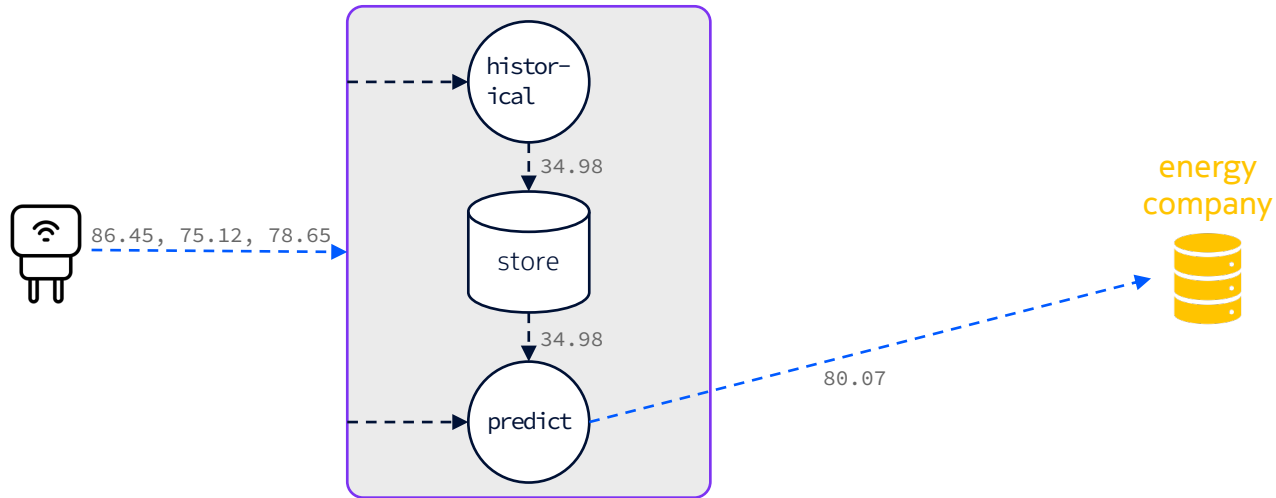 histor-
ical
34.98
energy
company
86.45, 75.12, 78.65
store
34.98
80.07
predict